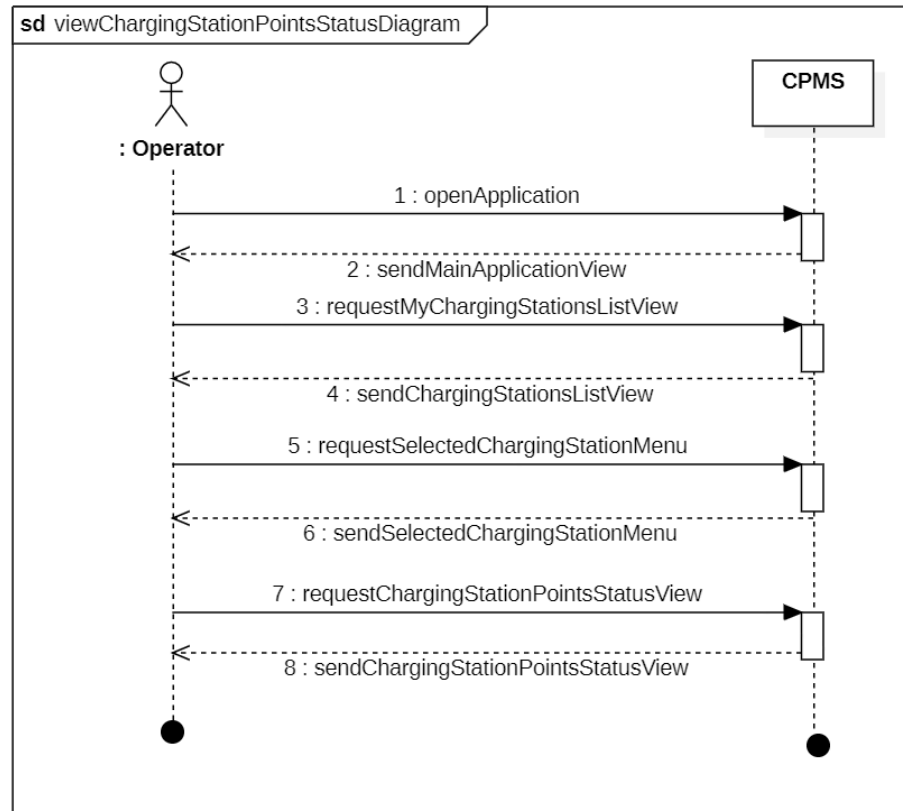 sd viewChargingStationPointsStatusDiagram
CPMS
: Operator
1 : openApplication
2 : sendMainApplicationView
3 : requestMyChargingStationsListView
4 : sendChargingStationsListView
5 : requestSelectedChargingStationMenu
6 : sendSelectedChargingStationMenu
7 : requestChargingStationPointsStatusView
8 : sendChargingStationPointsStatusView